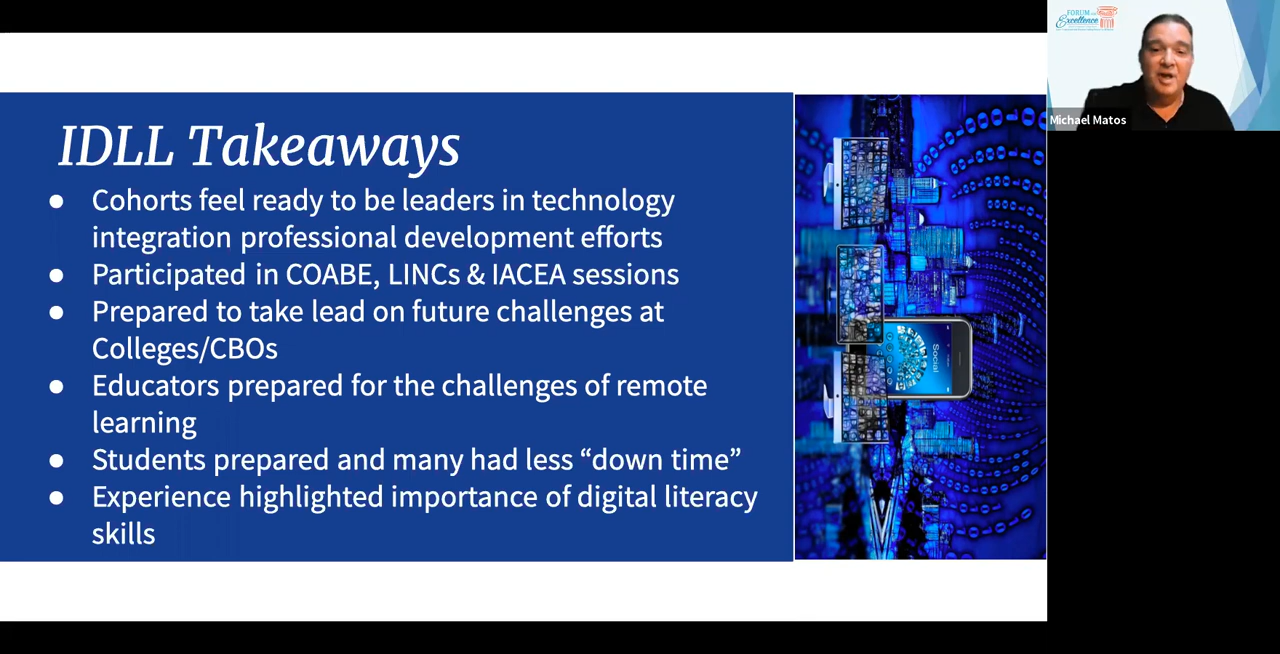 IDLL Takeaways
● Cohorts feel ready to be leaders in technology
integration professional development efforts
● Participated in COABE, LINCs & IACEA sessions
● Prepared to take lead on future challenges at
Colleges/CBOs
● Educators prepared for the challenges of remote
learning
● Students prepared and many had less “down time”
● Experience highlighted importance of digital literacy
skills
Social
FORUM
Excellence
Michael Matos